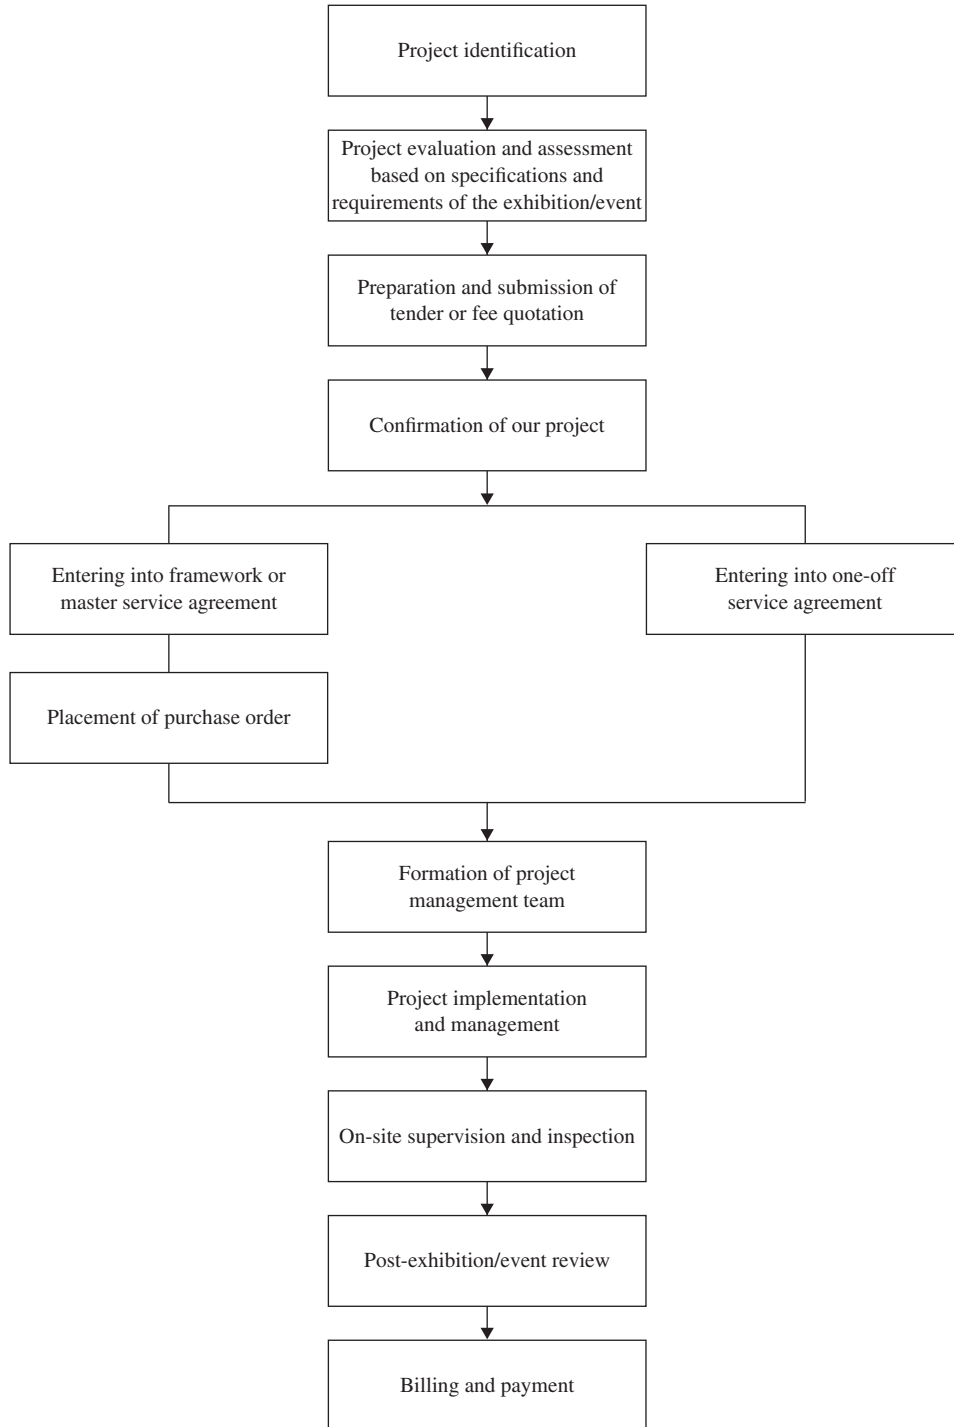 Project identification
Project evaluation and assessment
based on specifications and
requirements of the exhibition/event
Preparation and submission of
tender or fee quotation
Confirmation of our project
Entering into framework or
master service agreement
Entering into one-off
service agreement
Placement of purchase order
Formation of project
management team
Project implementation
and management
On-site supervision and inspection
Post-exhibition/event review
Billing and payment